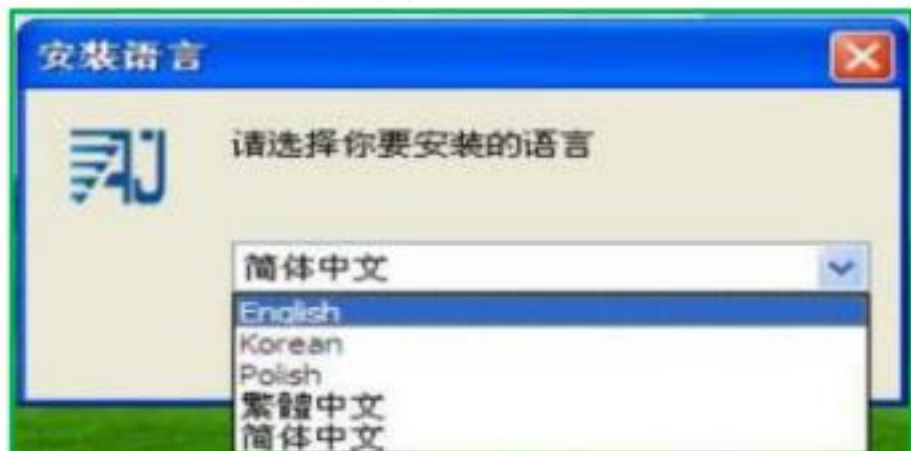 安装语言
请选择你要安装的语言
简体中文
English
Korean
Polish
繁體中文
简体中文